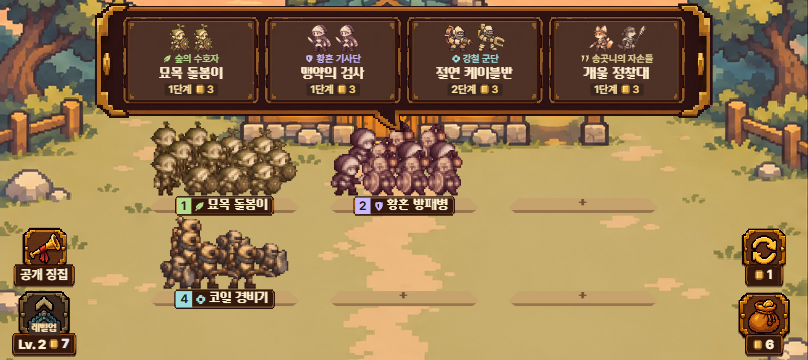 숲의 수호자
묘목 돌봄이
1단계 3
황혼 기사단
맹약의 검사
1단계 3
강철 군단
절연 케이블반
2단계 3
송곳니의 자손들
개울 정찰대
1단계 3
1 묘목 돌봄이
2 황혼 방패병
4 코일 경비기
공개 징집
레벨업
Lv. 2 7
1
6